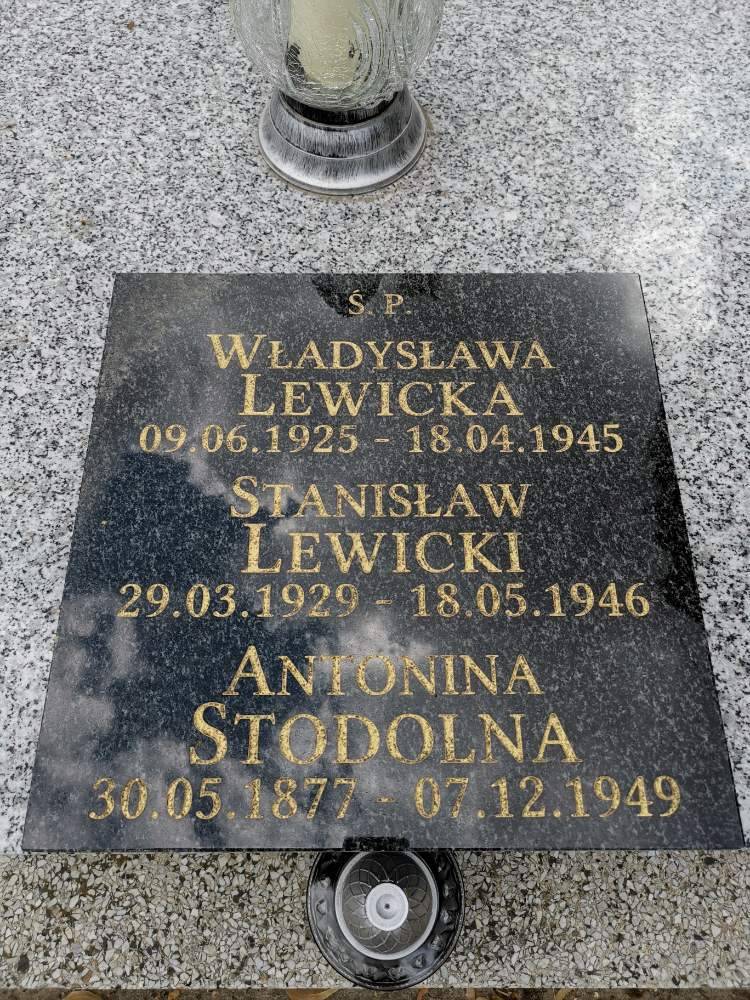 Ś. P.
WŁADYSŁAWA
LEWICKA
09.06.1925 - 18.04.1945
STANISŁAW
LEWICKI
29.03.1929 - 18.05.1946
ANTONINA
STODOLNA
30.05.1877 - 07.12.1949